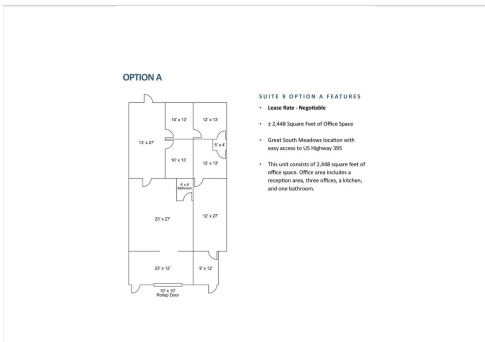 OPTION A
SUITE 9 OPTION A FEATURES
• Lease Rate - Negotiable
• ± 2,448 Square Feet of Office Space
• Great South Meadows location with
easy access to US Highway 395
• This unit consists of 2,448 square feet of
office space. Office area includes a
reception area, three offices, a kitchen,
and one bathroom.
10' x 13'
12' x 13'
13' x 27'
5' x 4'
10' x 13'
12' x 13'
Bathroom
23' x 27'
12' x 27'
23' x 12'
9' x 12'
10' x 10'
Rollup Door